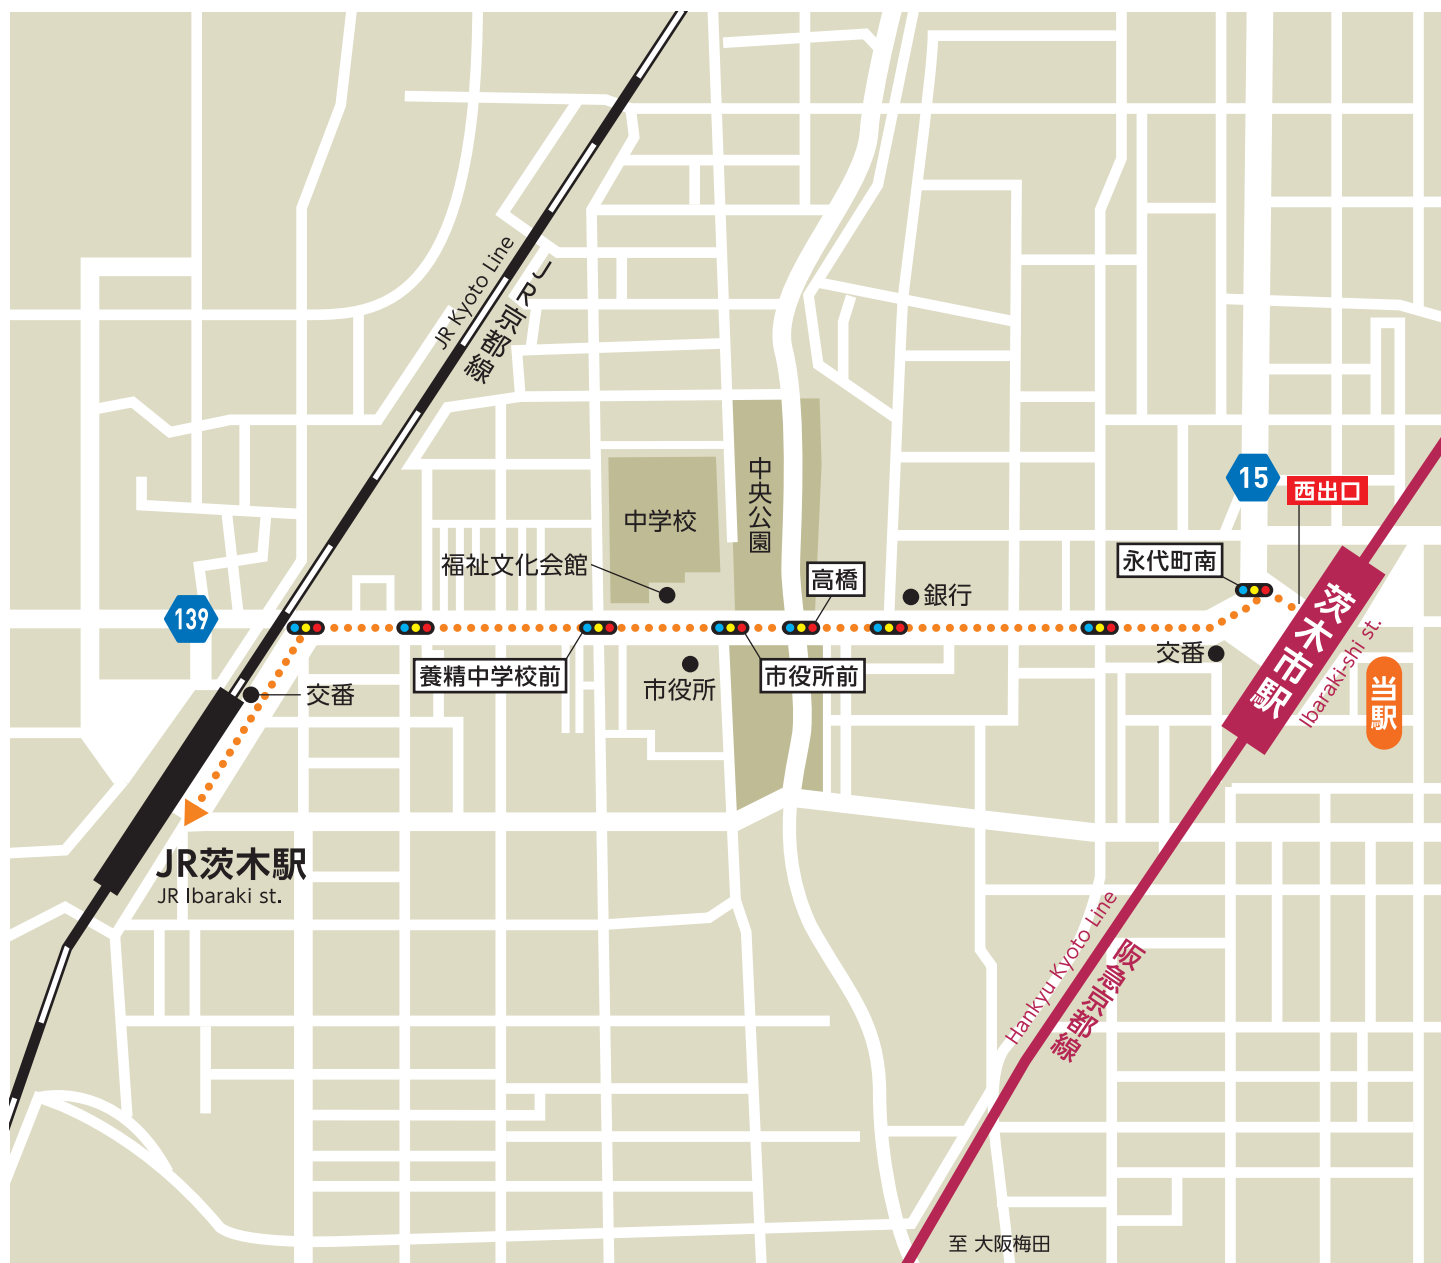 JR Kyoto Line
JR京都線
中央公園
15
西出口
中学校
福祉文化会館
高橋
永代町南
銀行
139
茨木市駅
Ibaraki-shi st.
養精中学校前
市役所
市役所前
交番
交番
当駅
JR茨木駅
JR Ibaraki st.
Hankyu Kyoto Line
阪急京都線
至 大阪梅田